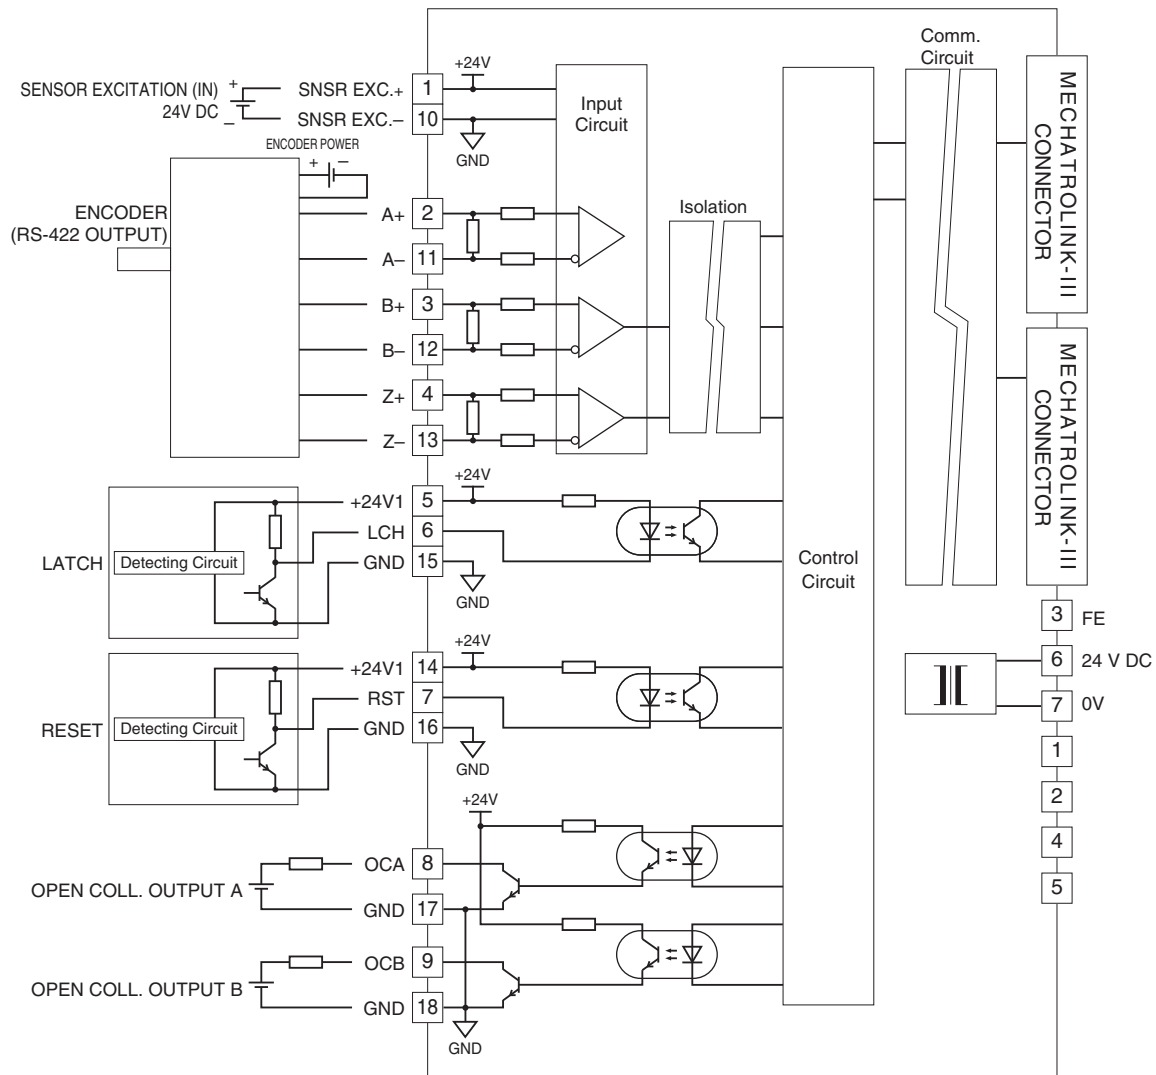 Comm.
Circuit
SENSOR EXCITATION (IN)
24V DC
+
–
SNSR EXC.+
1
+24V
SNSR EXC.–
10
GND
Input
Circuit
ENCODER POWER
+ –
ENCODER
(RS-422 OUTPUT)
A+ 2
A– 11
B+ 3
B– 12
Z+ 4
Z– 13
Isolation
Control
Circuit
MECHATROLINK-III
CONNECTOR
MECHATROLINK-III
CONNECTOR
LATCH
Detecting Circuit
+24V1 5
+24V
LCH 6
GND 15
GND
RESET
Detecting Circuit
+24V1 14
+24V
RST 7
GND 16
GND
+24V
OPEN COLL. OUTPUT A
OCA 8
GND 17
OPEN COLL. OUTPUT B
OCB 9
GND 18
GND
3 FE
6 24 V DC
7 0V
1
2
4
5